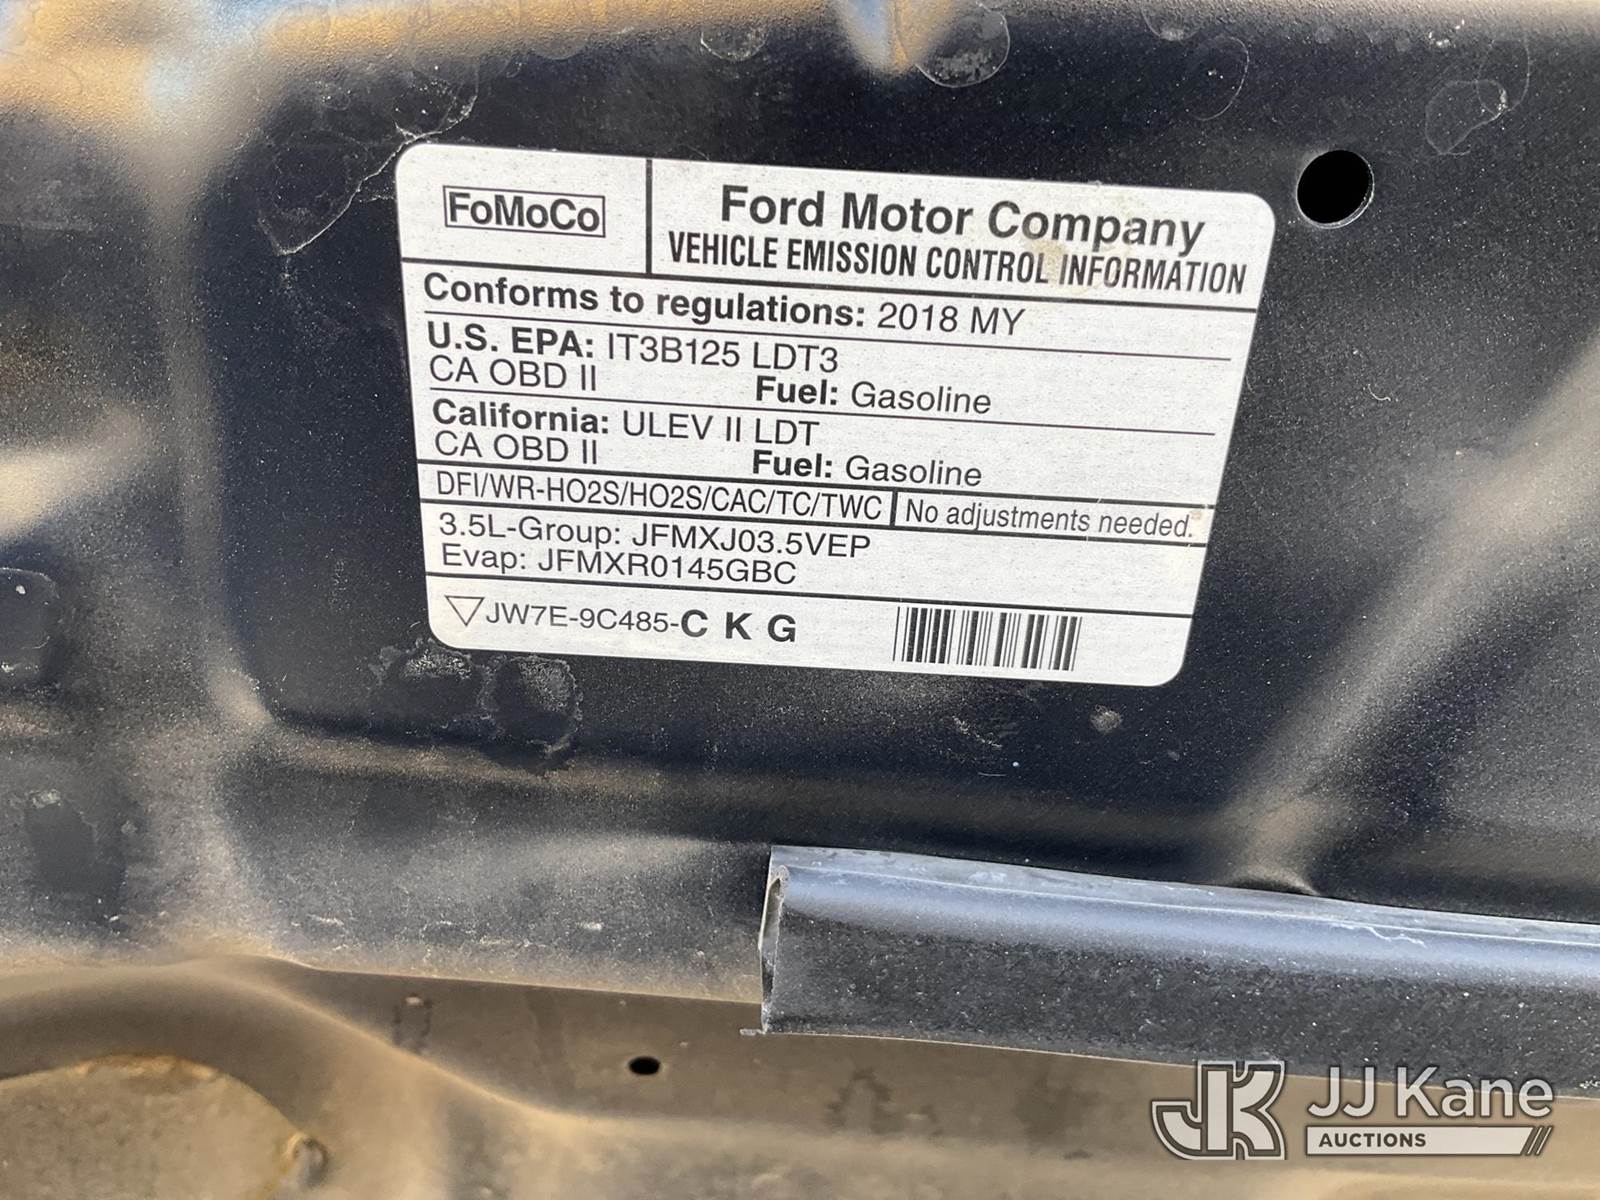 FoMoCo
Ford Motor Company
VEHICLE EMISSION CONTROL INFORMATION
Conforms to regulations: 2018 MY
U.S. EPA: IT3B125 LDT3
CA OBD II Fuel: Gasoline
California: ULEV II LDT
CA OBD II Fuel: Gasoline
DFI/WR-HO2S/HO2S/CAC/TC/TWC No adjustments needed.
3.5L-Group: JFMXJ03.5VEP
Evap: JFMXR0145GBC
JW7E-9C485-C K G
JK JJ Kane
AUCTIONS